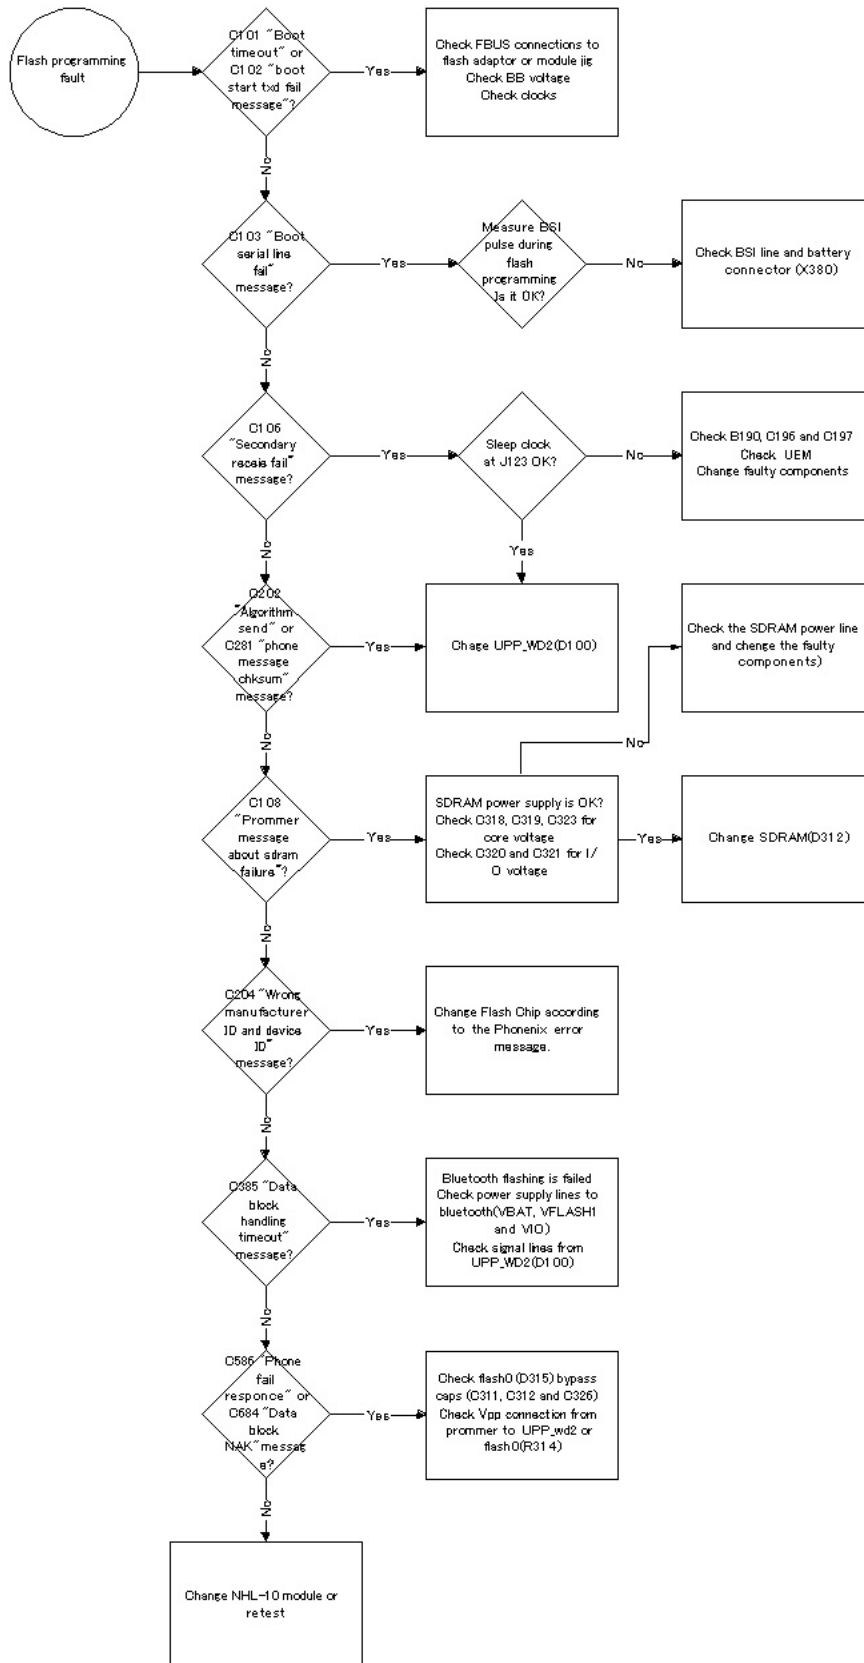 Flash programming
fault
C101 "Boot
timeout" or
C102 "boot
start txd fail
message"?
Yes
Check FBUS connections to
flash adaptor or module jig
Check BB voltage
Check clocks
No
C103 "Boot
serial line
fail"
message?
Yes
Measure BSI
pulse during
flash
programming
Is it OK?
No
Check BSI line and battery
connector (X380)
No
C106
"Secondary
receie fail"
message?
Yes
Sleep clock
at J123 OK?
No
Check B190, C196 and C197
Check UEM
Change faulty components
Yes
No
C202
"Algorithm
send" or
C281 "phone
message
chksum"
message?
Yes
Chage UPP_WD2(D100)
Check the SDRAM power line
and chenge the faulty
components)
No
No
C108
"Prommer
message
about sdram
failure"?
Yes
SDRAM power supply is OK?
Check C318, C319, C323 for
core voltage
Check C320 and C321 for I/
O voltage
Yes
Change SDRAM(D312)
No
C204 "Wrong
manufacturer
ID and device
ID"
message?
Yes
Change Flash Chip according
to the Phonenix error
message.
No
C385 "Data
block
handling
timeout"
message?
Yes
Bluetooth flashing is failed
Check power supply lines to
bluetooth(VBAT, VFLASH1
and VIO)
Check signal lines from
UPP_WD2(D100)
No
C586 "Phone
fail
responce" or
C684 "Data
block
NAK"messag
e?
Yes
Check flash0 (D315) bypass
caps (C311, C312 and C326)
Check Vpp connection from
prommer to UPP_wd2 or
flash0(R314)
No
Change NHL-10 module or
retest